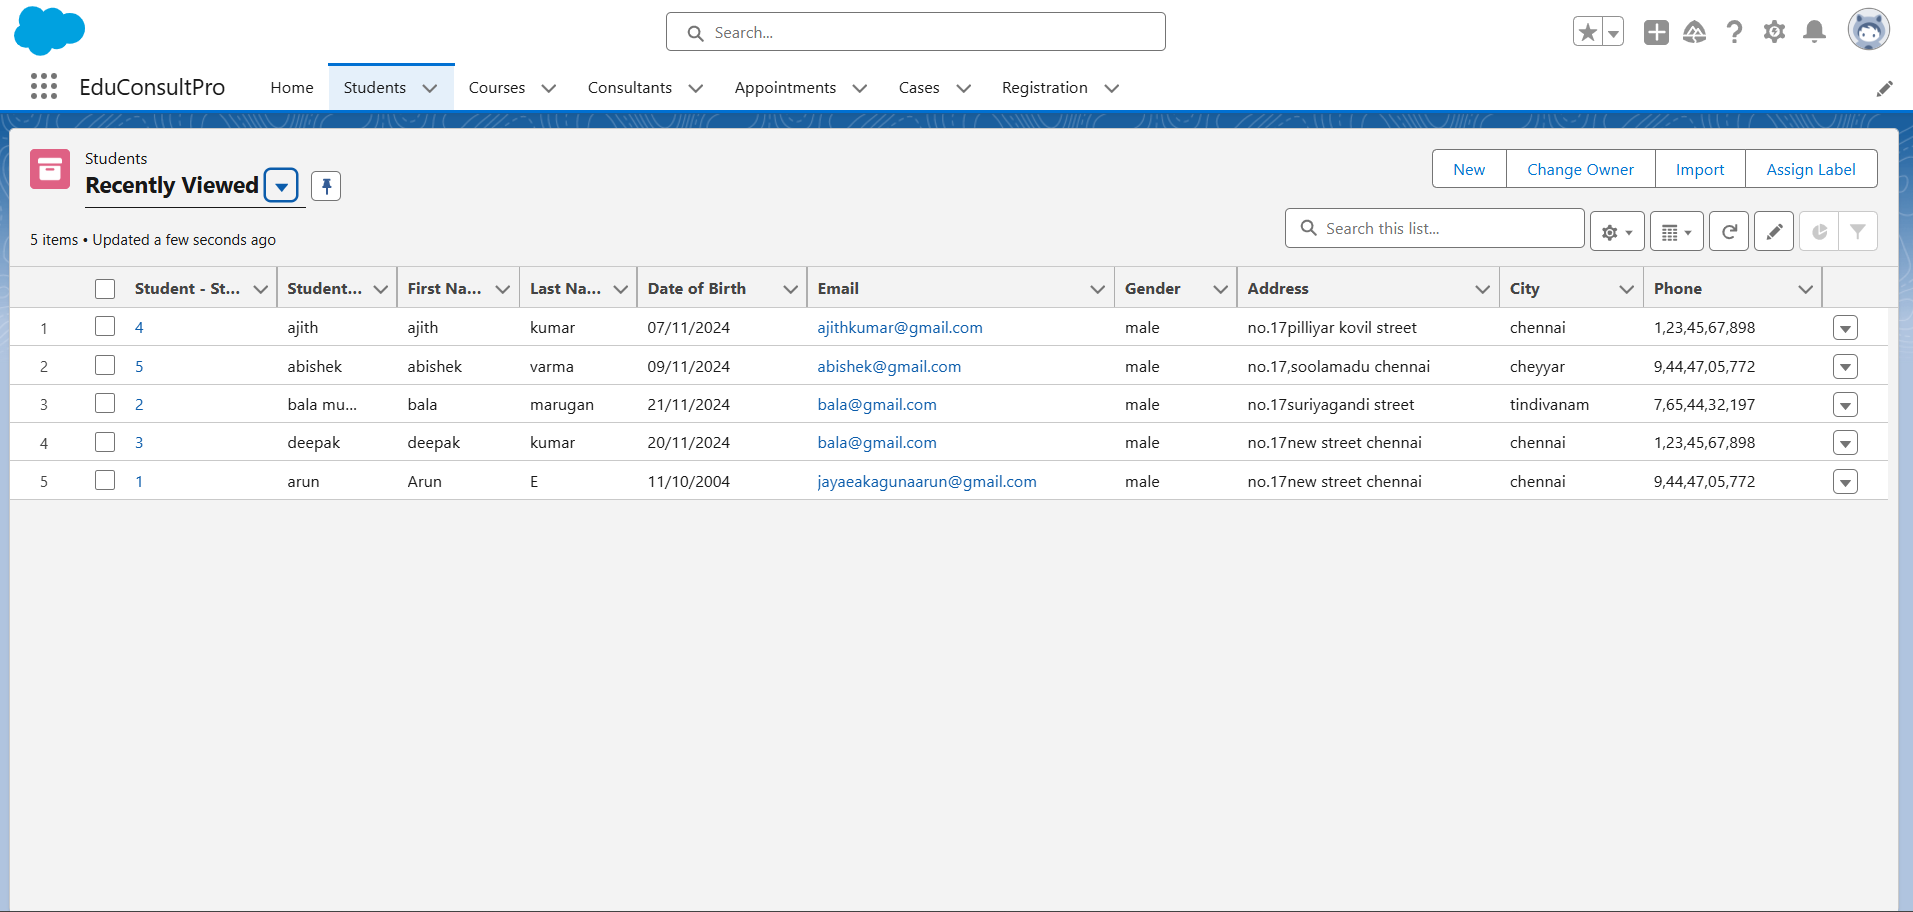 Search...
EduConsultPro Home Students Courses Consultants Appointments Cases Registration
Students
Recently Viewed
New Change Owner Import Assign Label
5 items • Updated a few seconds ago
Search this list...
Student - St... Student... First Na... Last Na... Date of Birth Email Gender Address City Phone
1 4 ajith ajith kumar 07/11/2024 ajithkumar@gmail.com male no.17pilliyar kovil street chennai 1,23,45,67,898
2 5 abishek abishek varma 09/11/2024 abishek@gmail.com male no.17,soolamadu chennai cheyyar 9,44,47,05,772
3 2 bala mu... bala marugan 21/11/2024 bala@gmail.com male no.17suriyagandi street tindivanam 7,65,44,32,197
4 3 deepak deepak kumar 20/11/2024 bala@gmail.com male no.17new street chennai chennai 1,23,45,67,898
5 1 arun Arun E 11/10/2004 jayaeakagunaarun@gmail.com male no.17new street chennai chennai 9,44,47,05,772